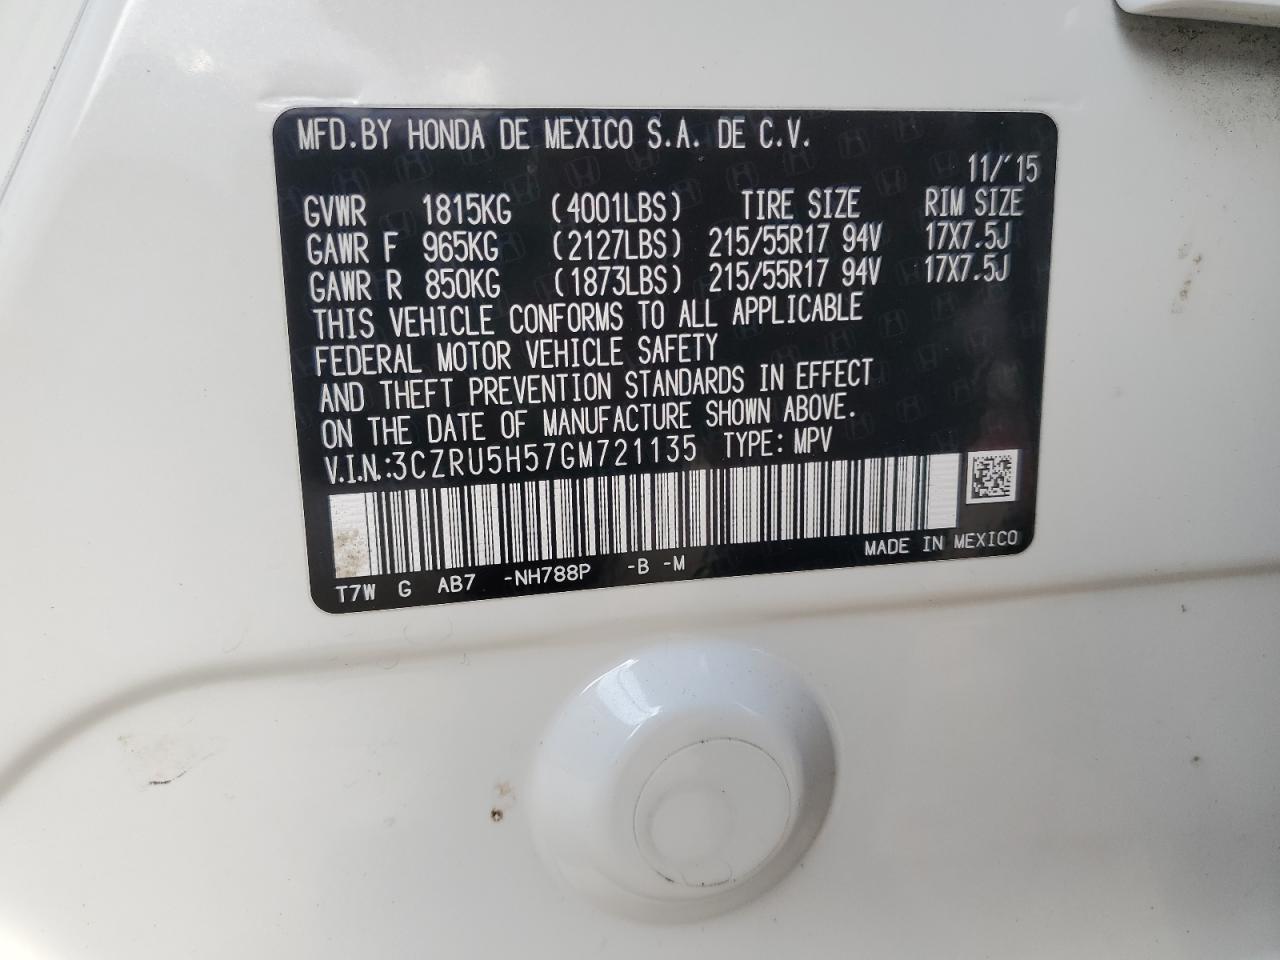 MFD.BY HONDA DE MEXICO S.A. DE C.V.
11/'15
GVWR 1815KG (4001LBS) TIRE SIZE RIM SIZE
GAWR F 965KG (2127LBS) 215/55R17 94V 17X7.5J
GAWR R 850KG (1873LBS) 215/55R17 94V 17X7.5J
THIS VEHICLE CONFORMS TO ALL APPLICABLE
FEDERAL MOTOR VEHICLE SAFETY
AND THEFT PREVENTION STANDARDS IN EFFECT
ON THE DATE OF MANUFACTURE SHOWN ABOVE.
V.I.N.:3CZRU5H57GM721135 TYPE: MPV
MADE IN MEXICO
T7W G AB7 -NH788P -B -M